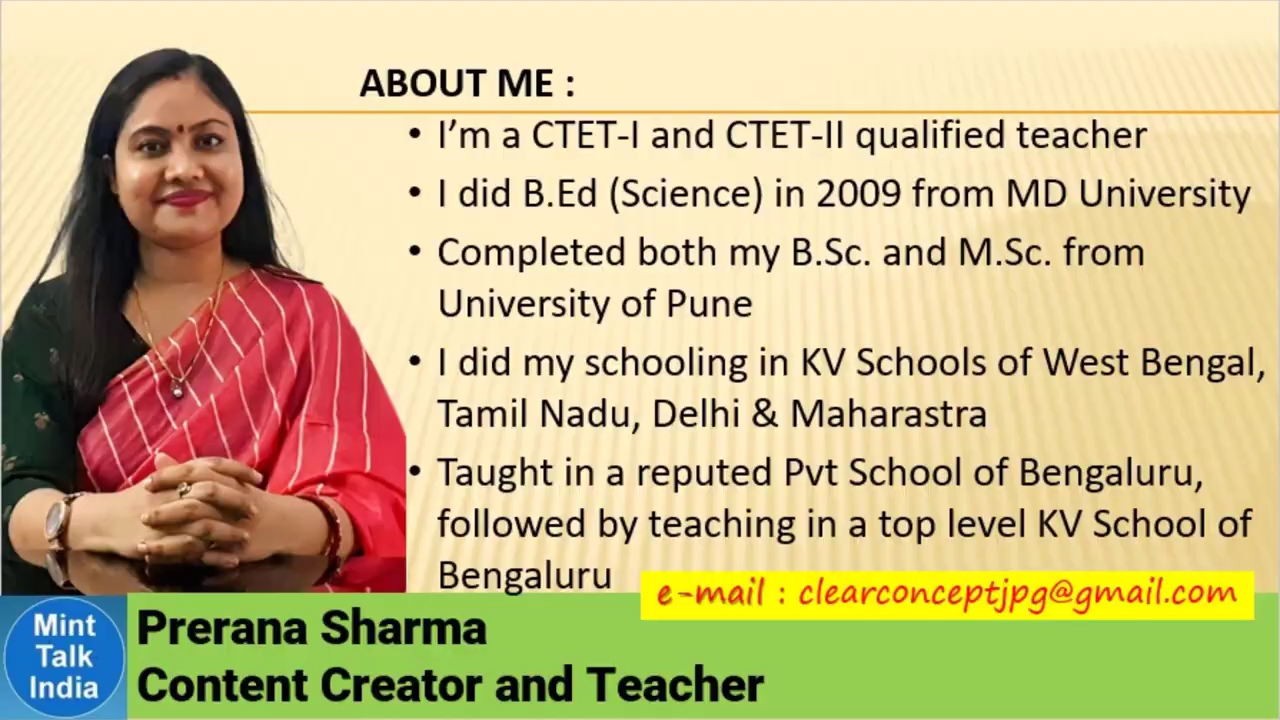 ABOUT ME :
• I’m a CTET-I and CTET-II qualified teacher
• I did B.Ed (Science) in 2009 from MD University
• Completed both my B.Sc. and M.Sc. from
University of Pune
• I did my schooling in KV Schools of West Bengal,
Tamil Nadu, Delhi & Maharastra
• Taught in a reputed Pvt School of Bengaluru,
followed by teaching in a top level KV School of
Bengaluru
e-mail : clearconceptjpg@gmail.com
Mint
Talk
India
Prerana Sharma
Content Creator and Teacher